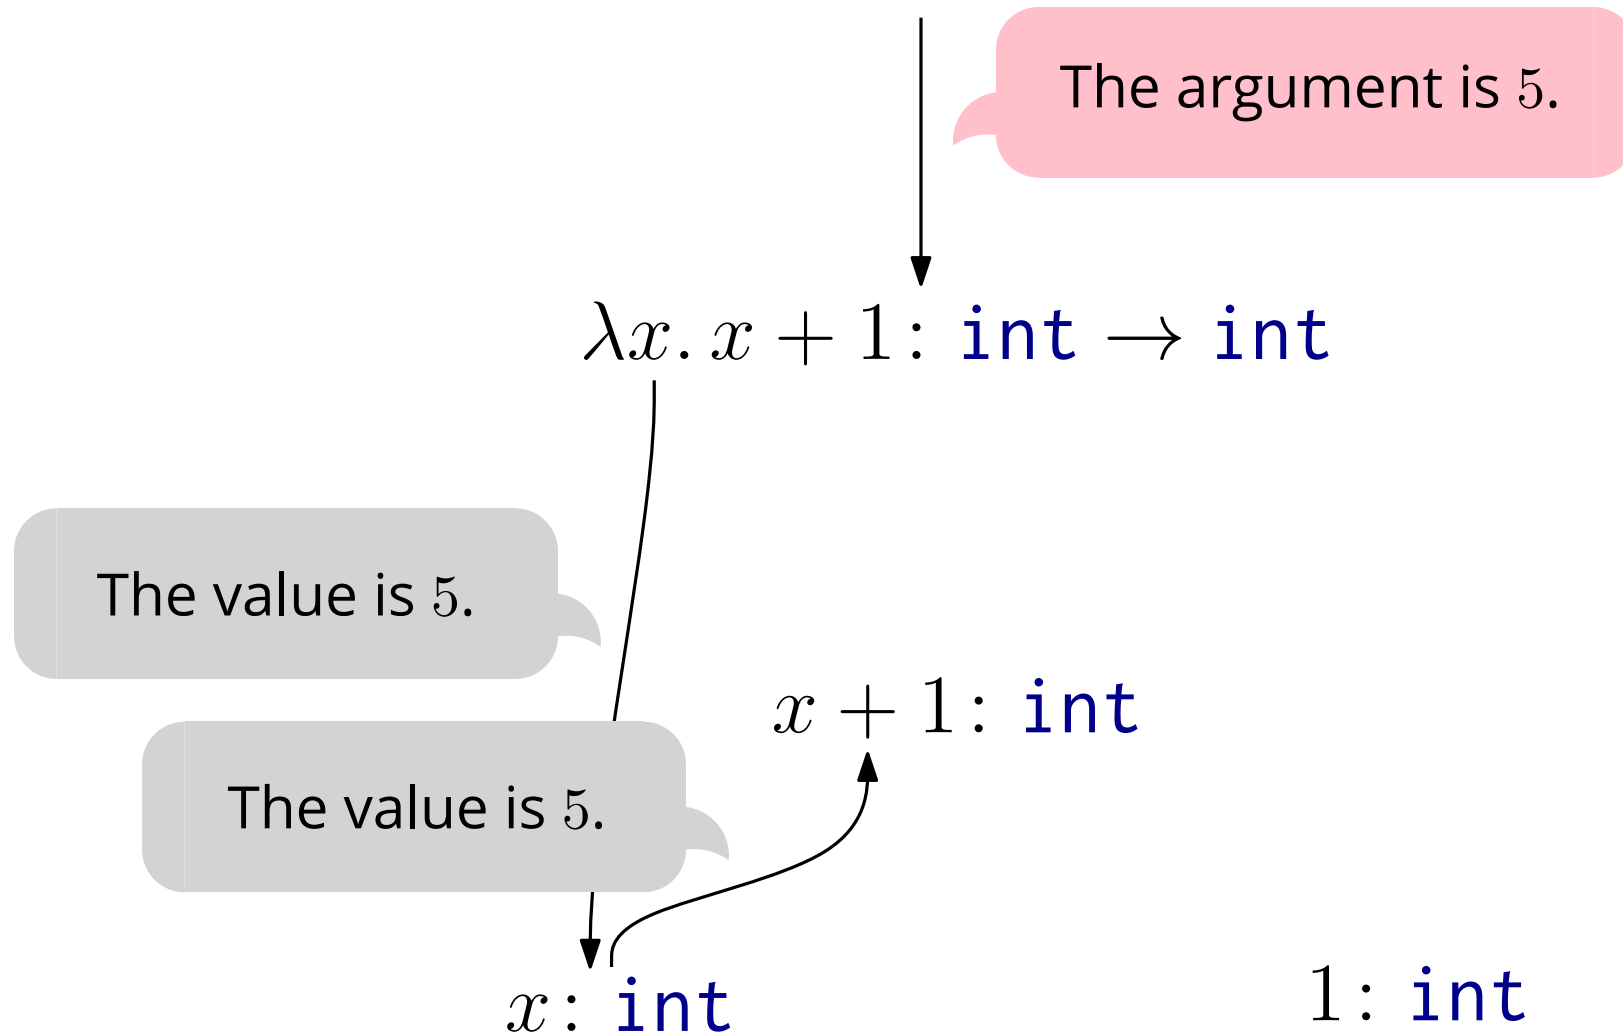 The argument is 5.
λx. x + 1 : int → int
The value is 5.
x + 1 : int
The value is 5.
x : int
1 : int